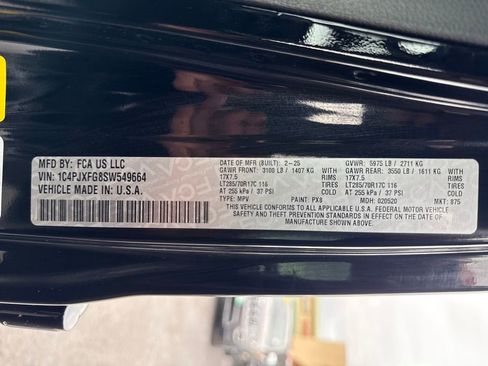 MFD BY: FCA US LLC
VIN: 1C4PJXFG8SW549664
VEHICLE MADE IN U.S.A.
DATE OF MFR (BUILT): 2-25 GVWR: 5975 LB / 2711 KG
GAWR FRONT: 3100 LB / 1407 KG GAWR REAR: 3550 LB / 1611 KG
17X7.5 RIMS 17X7.5 RIMS
LT285/70R17C 116 TIRES LT285/70R17C 116 TIRES
AT 255 kPa / 37 PSI AT 255 kPa / 37 PSI
TYPE: MPV PAINT: PX8 MDH: 020520 MKT: 875
THIS VEHICLE CONFORMS TO ALL APPLICABLE U.S.A. FEDERAL MOTOR VEHICLE
SAFETY AND THEFT PREVENTION STANDARDS IN EFFECT ON THE DATE OF
MANUFACTURE SHOWN ABOVE.